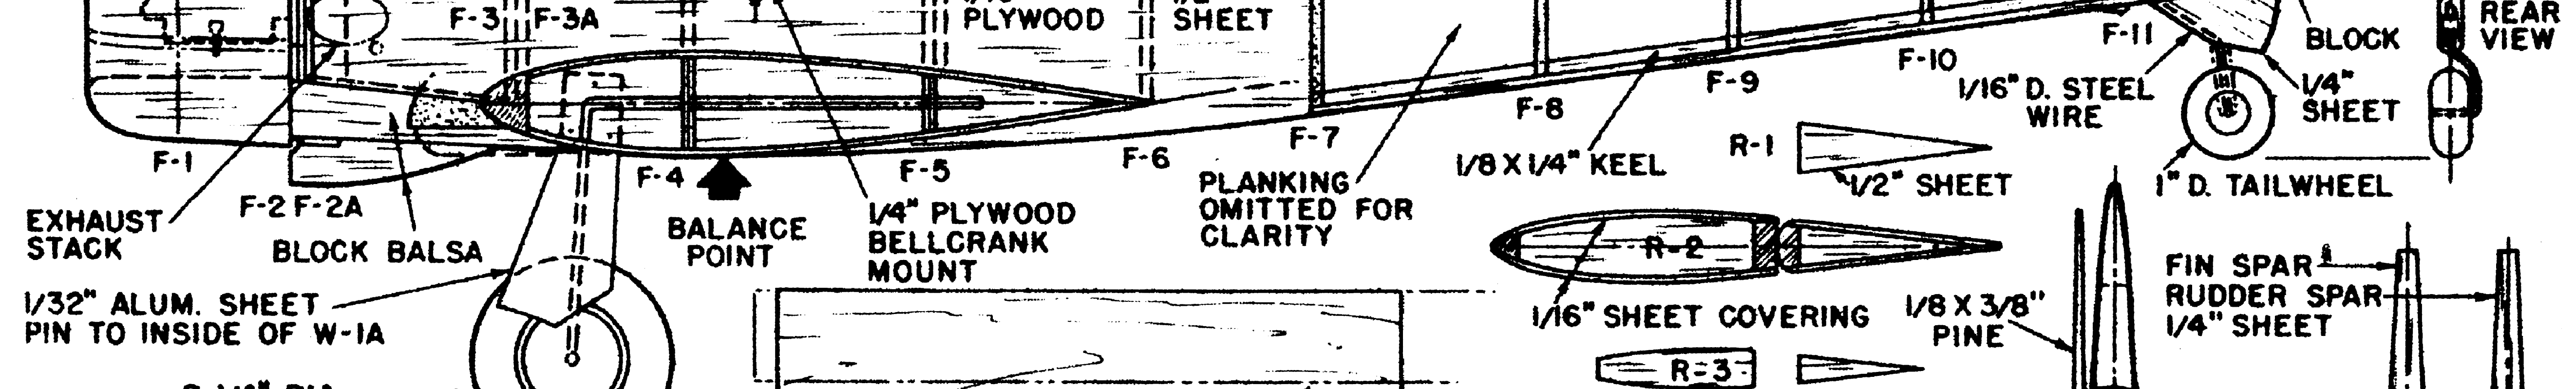 F-3
F-3A
PLYWOOD
SHEET
REAR
VIEW
BLOCK
F-11
F-10
F-9
F-8
F-7
F-6
F-5
F-4
F-1
F-2 F-2A
1/16" D. STEEL
WIRE
1/4"
SHEET
R-1
1/2" SHEET
1" D. TAILWHEEL
1/8 X 1/4" KEEL
PLANKING
OMITTED FOR
CLARITY
1/4" PLYWOOD
BELLCRANK
MOUNT
BALANCE
POINT
EXHAUST
STACK
BLOCK BALSA
1/32" ALUM. SHEET
PIN TO INSIDE OF W-1A
R-2
1/16" SHEET COVERING
1/8 X 3/8"
PINE
FIN SPAR
RUDDER SPAR
1/4" SHEET
R-3